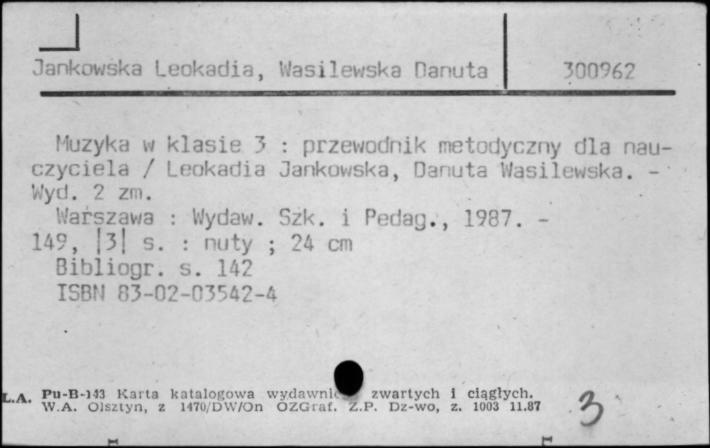 Jankowska Leokadia, Wasilewska Danuta 300962
Muzyka w klasie 3 : przewodnik metodyczny dla nau-
czyciela / Leokadia Jankowska, Danuta Wasilewska. -
Wyd. 2 zm.
Warszawa : Wydaw. Szk. i Pedag., 1987. -
149, |3| s. : nuty ; 24 cm
Bibliogr. s. 142
ISBN 83-02-03542-4
L.A. Pu-B-143 Karta katalogowa zwartych i ciągłych.
W.A. Olsztyn, z 1470/DW/On OZGraf. Z.P. Dz-wo, z. 1003 11.87
3